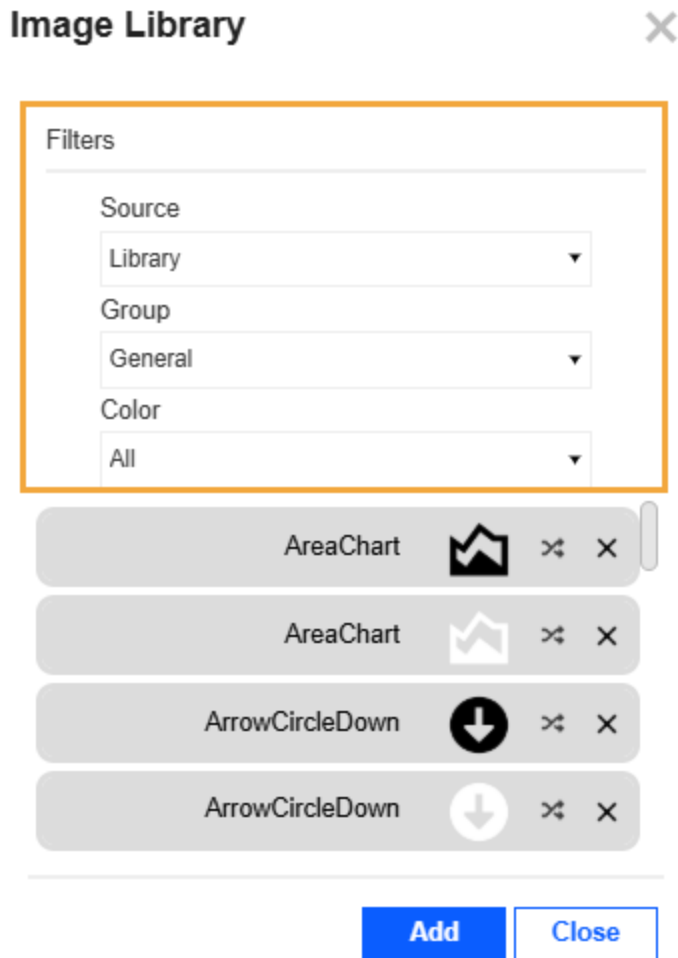 Image Library
Filters
Source
Library
Group
General
Color
All
AreaChart
AreaChart
ArrowCircleDown
ArrowCircleDown
Add
Close